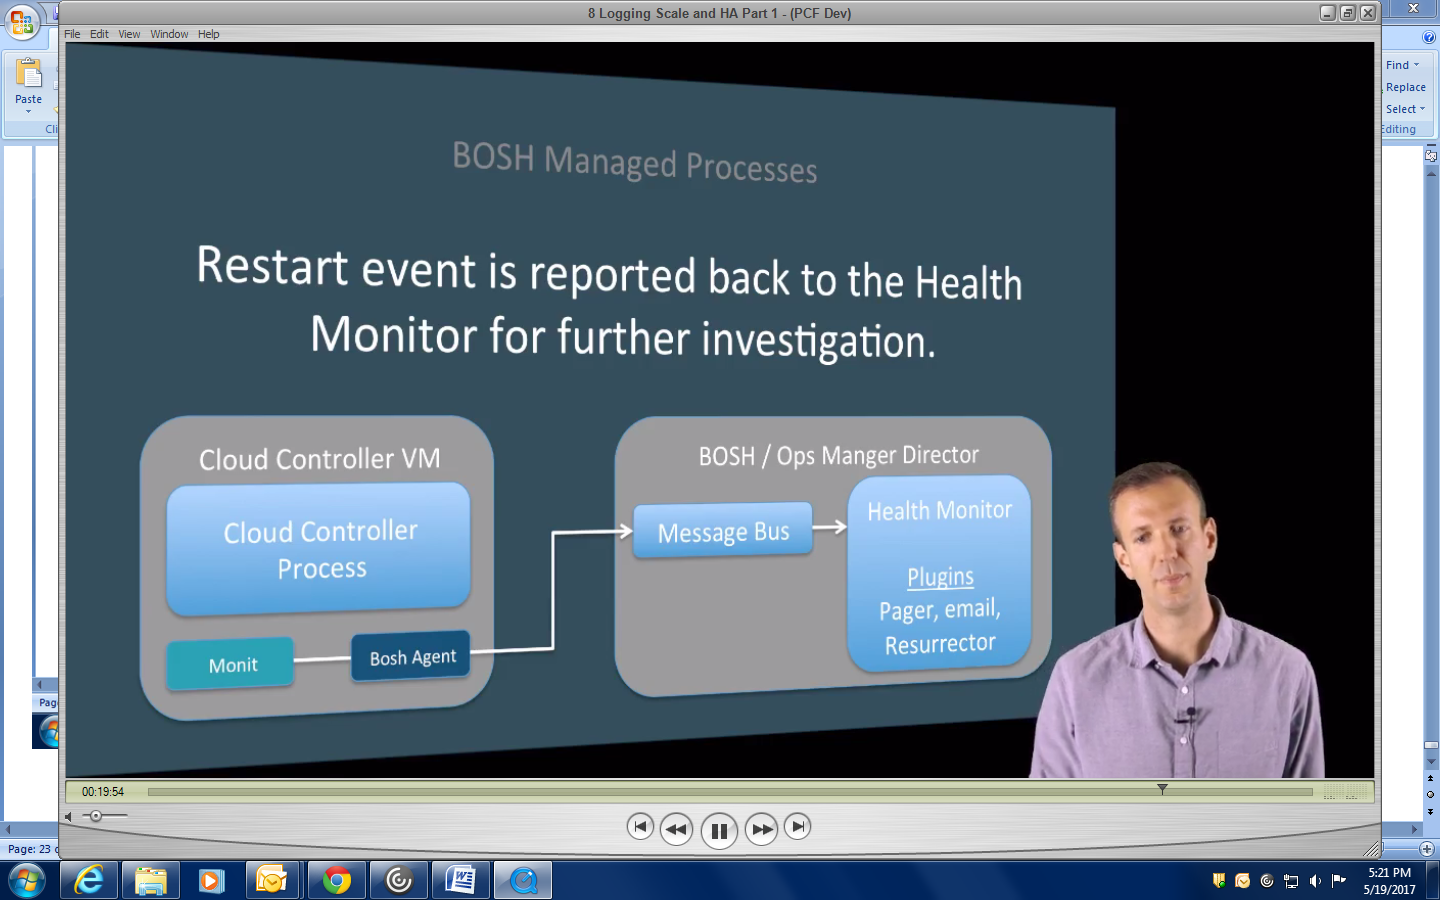 8 Logging Scale and HA Part 1 - (PCF Dev)
File Edit View Window Help
Paste
Find
Replace
Select
Editing
BOSH Managed Processes
Restart event is reported back to the Health
Monitor for further investigation.
Cloud Controller VM
Cloud Controller
Process
Monit
Bosh Agent
BOSH / Ops Manger Director
Message Bus
Health Monitor
Plugins
Pager, email,
Resurrector
00:19:54
Page: 23
5:21 PM
5/19/2017